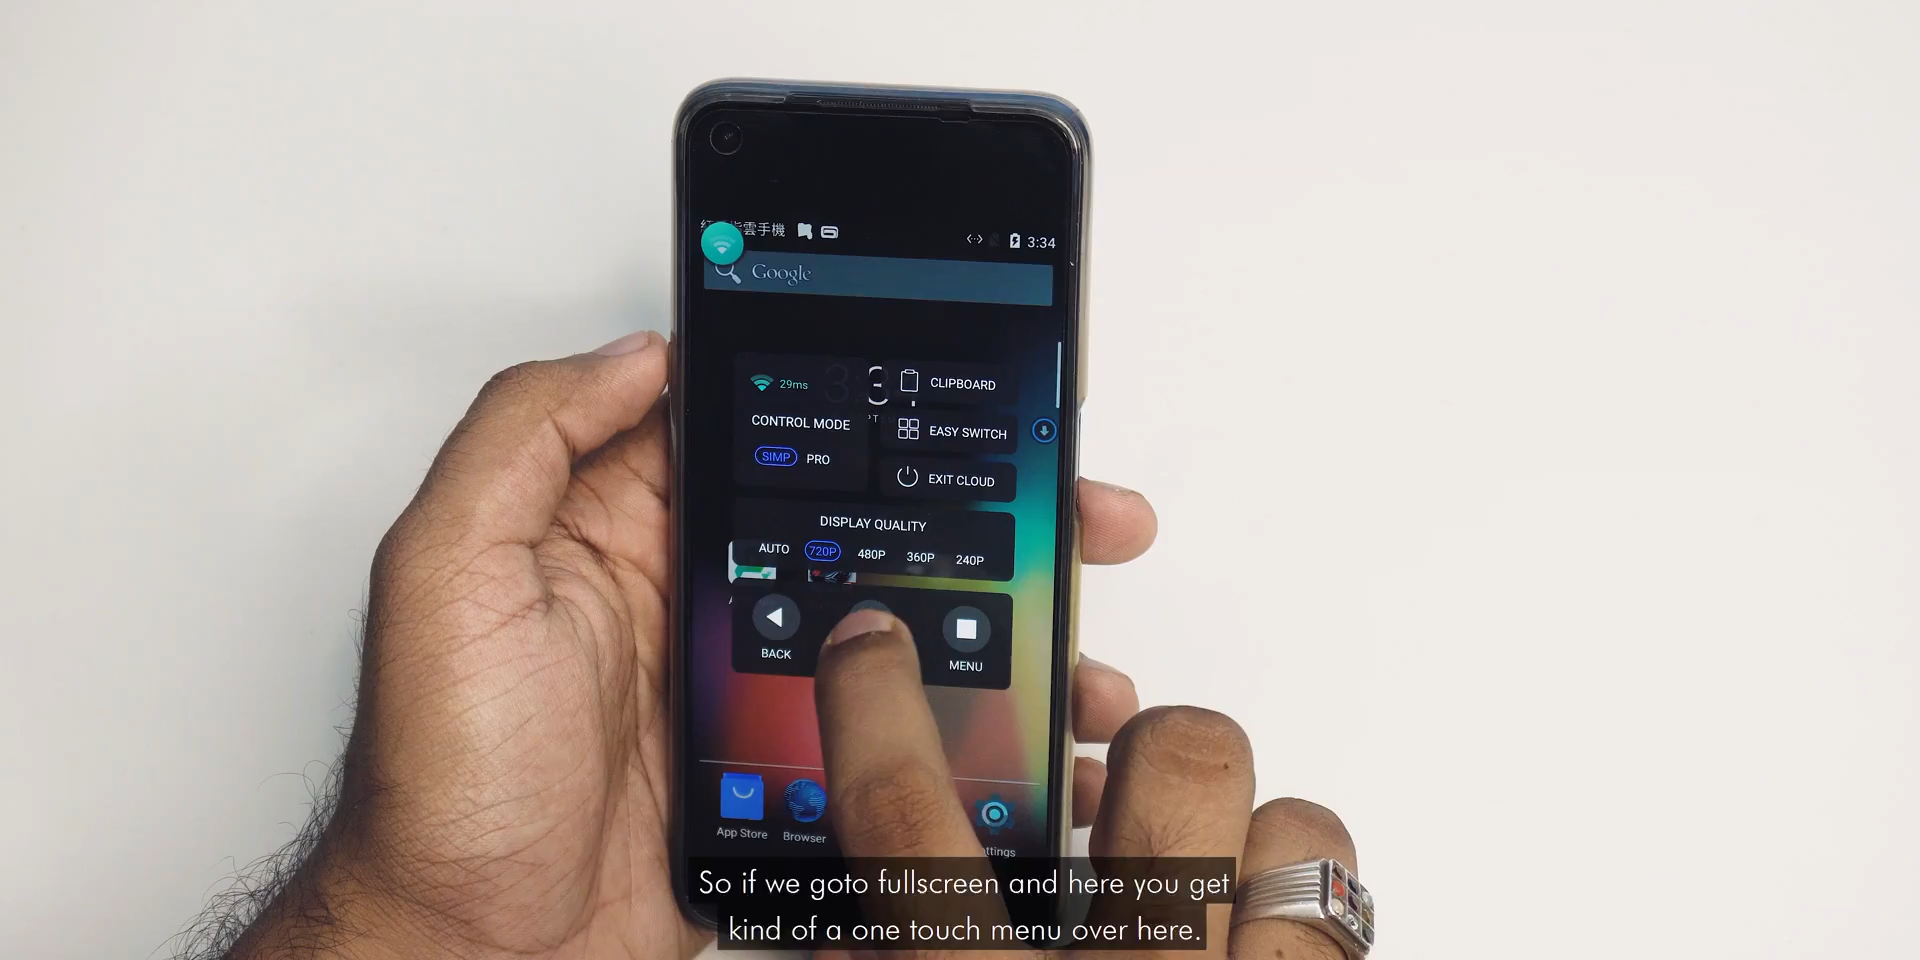 雲手機
3:34
Google
29ms
CLIPBOARD
CONTROL MODE
EASY SWITCH
SIMP PRO
EXIT CLOUD
DISPLAY QUALITY
AUTO 720P 480P 360P 240P
BACK
MENU
App Store
Browser
ettings
So if we goto fullscreen and here you get
kind of a one touch menu over here.